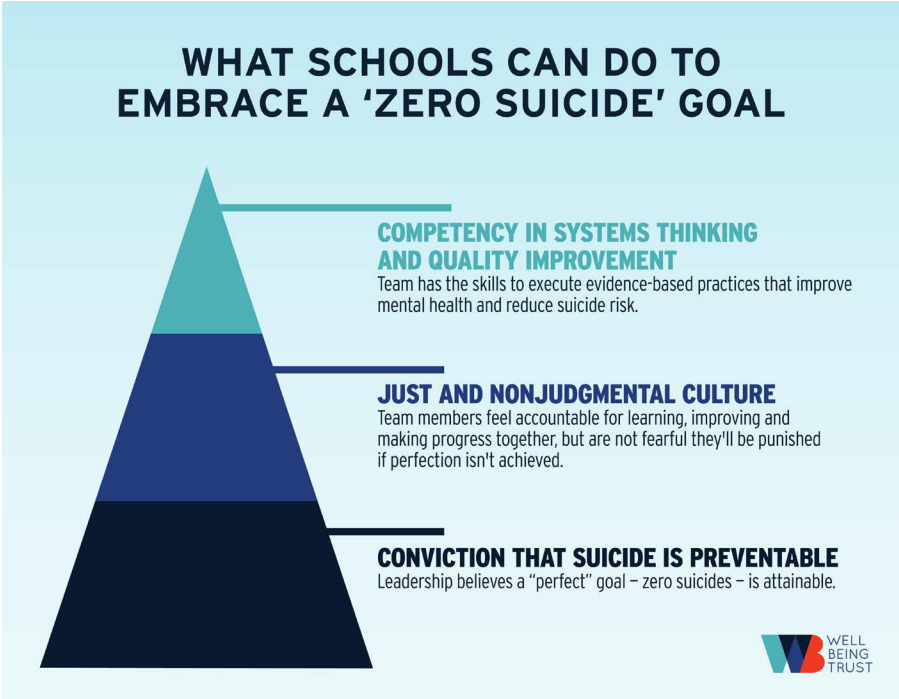 WHAT SCHOOLS CAN DO TO
EMBRACE A ‘ZERO SUICIDE’ GOAL
COMPETENCY IN SYSTEMS THINKING
AND QUALITY IMPROVEMENT
Team has the skills to execute evidence-based practices that improve
mental health and reduce suicide risk.
JUST AND NONJUDGMENTAL CULTURE
Team members feel accountable for learning, improving and
making progress together, but are not fearful they'll be punished
if perfection isn't achieved.
CONVICTION THAT SUICIDE IS PREVENTABLE
Leadership believes a “perfect” goal – zero suicides – is attainable.
WB
WELL
BEING
TRUST